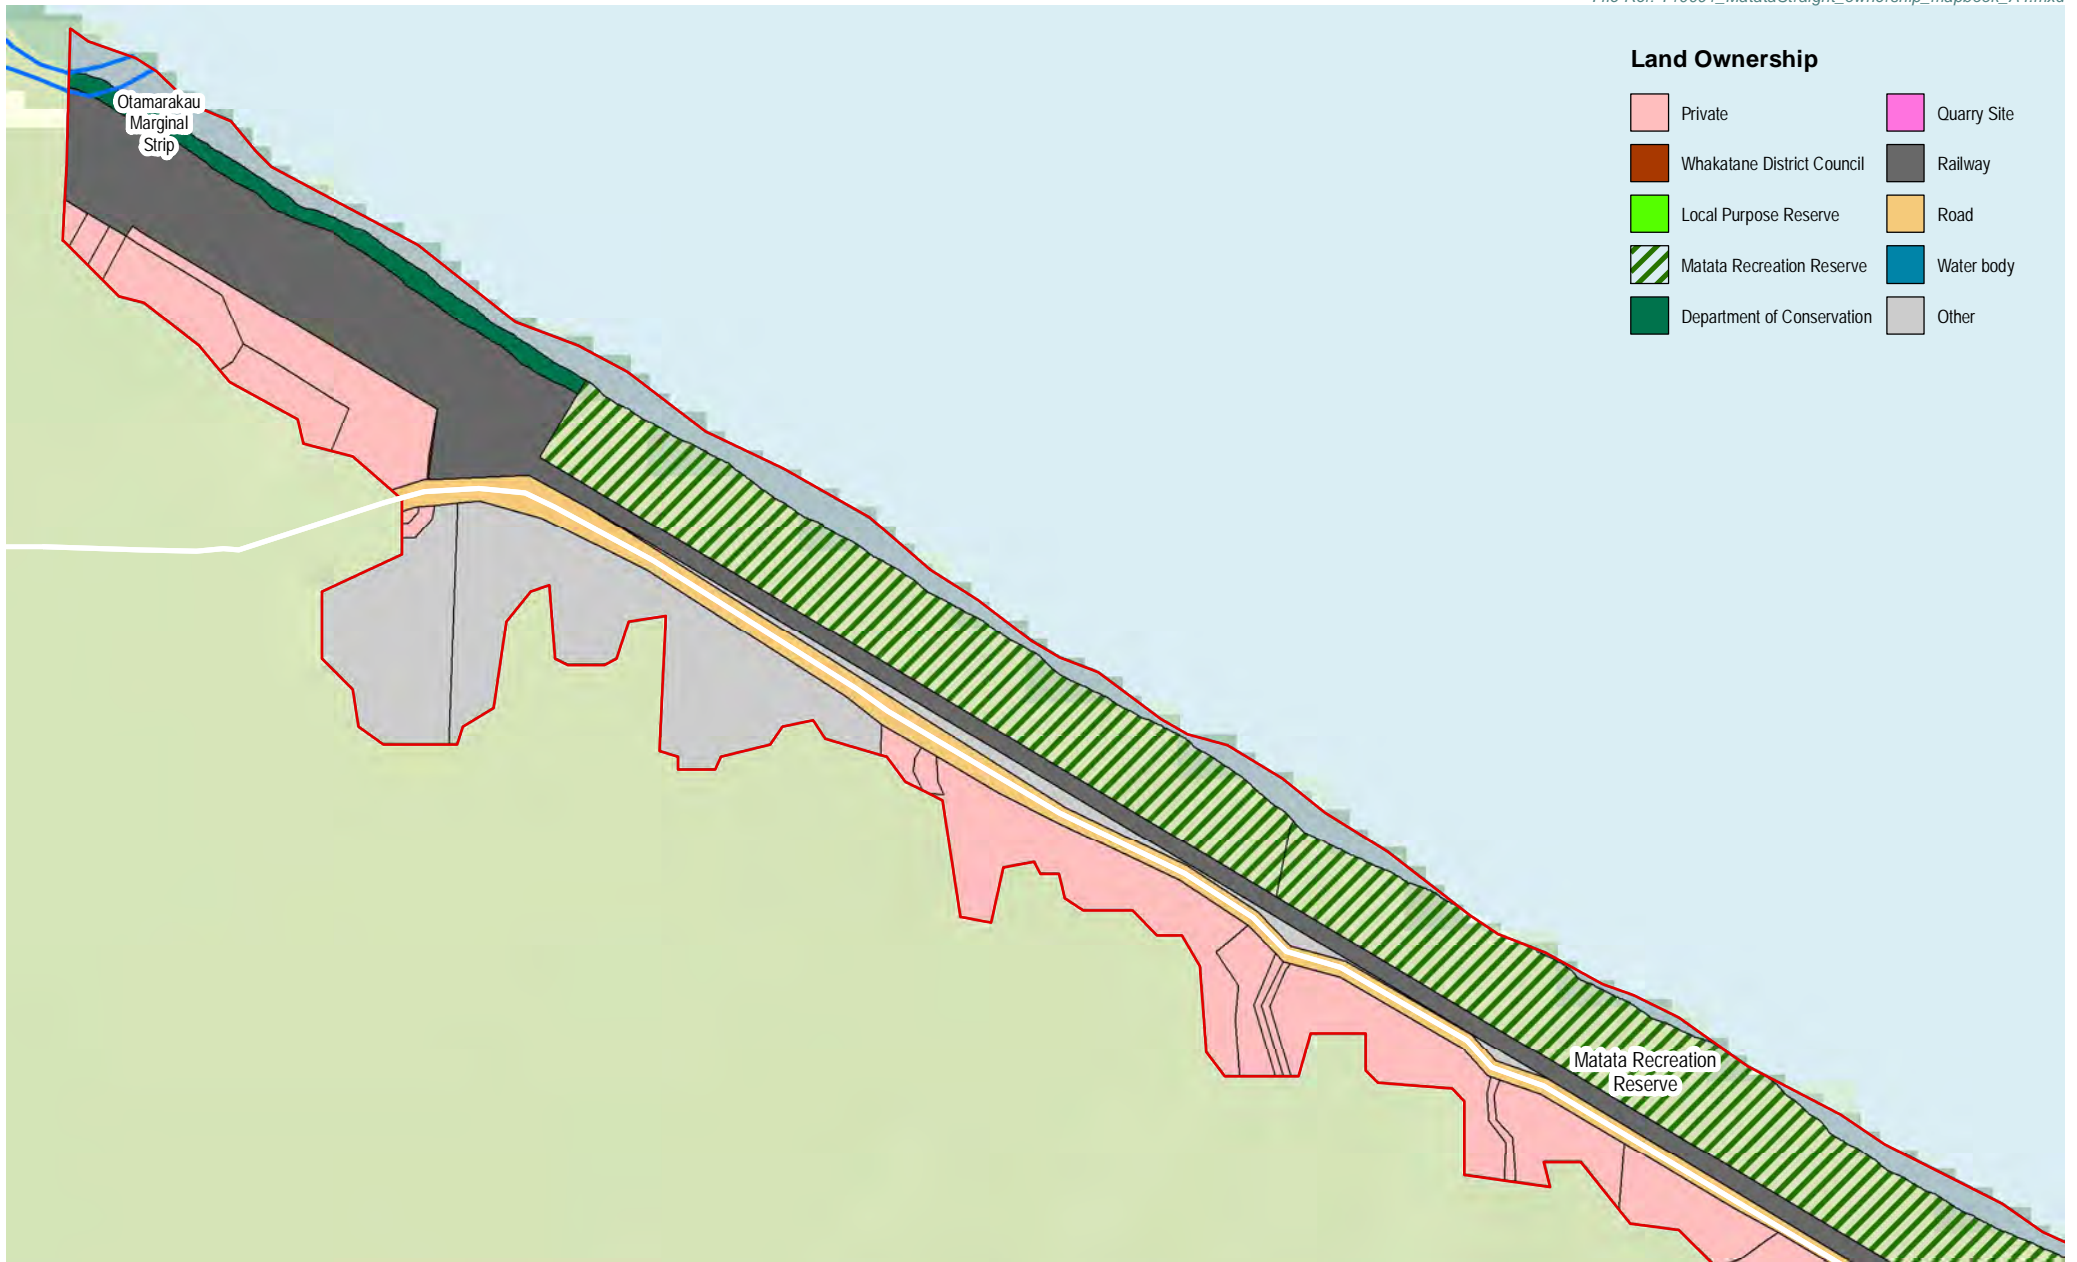 Land Ownership
Private
Quarry Site
Whakatane District Council
Railway
Local Purpose Reserve
Road
Matata Recreation Reserve
Water body
Department of Conservation
Other
Otamarakau
Marginal
Strip
Matata Recreation
Reserve